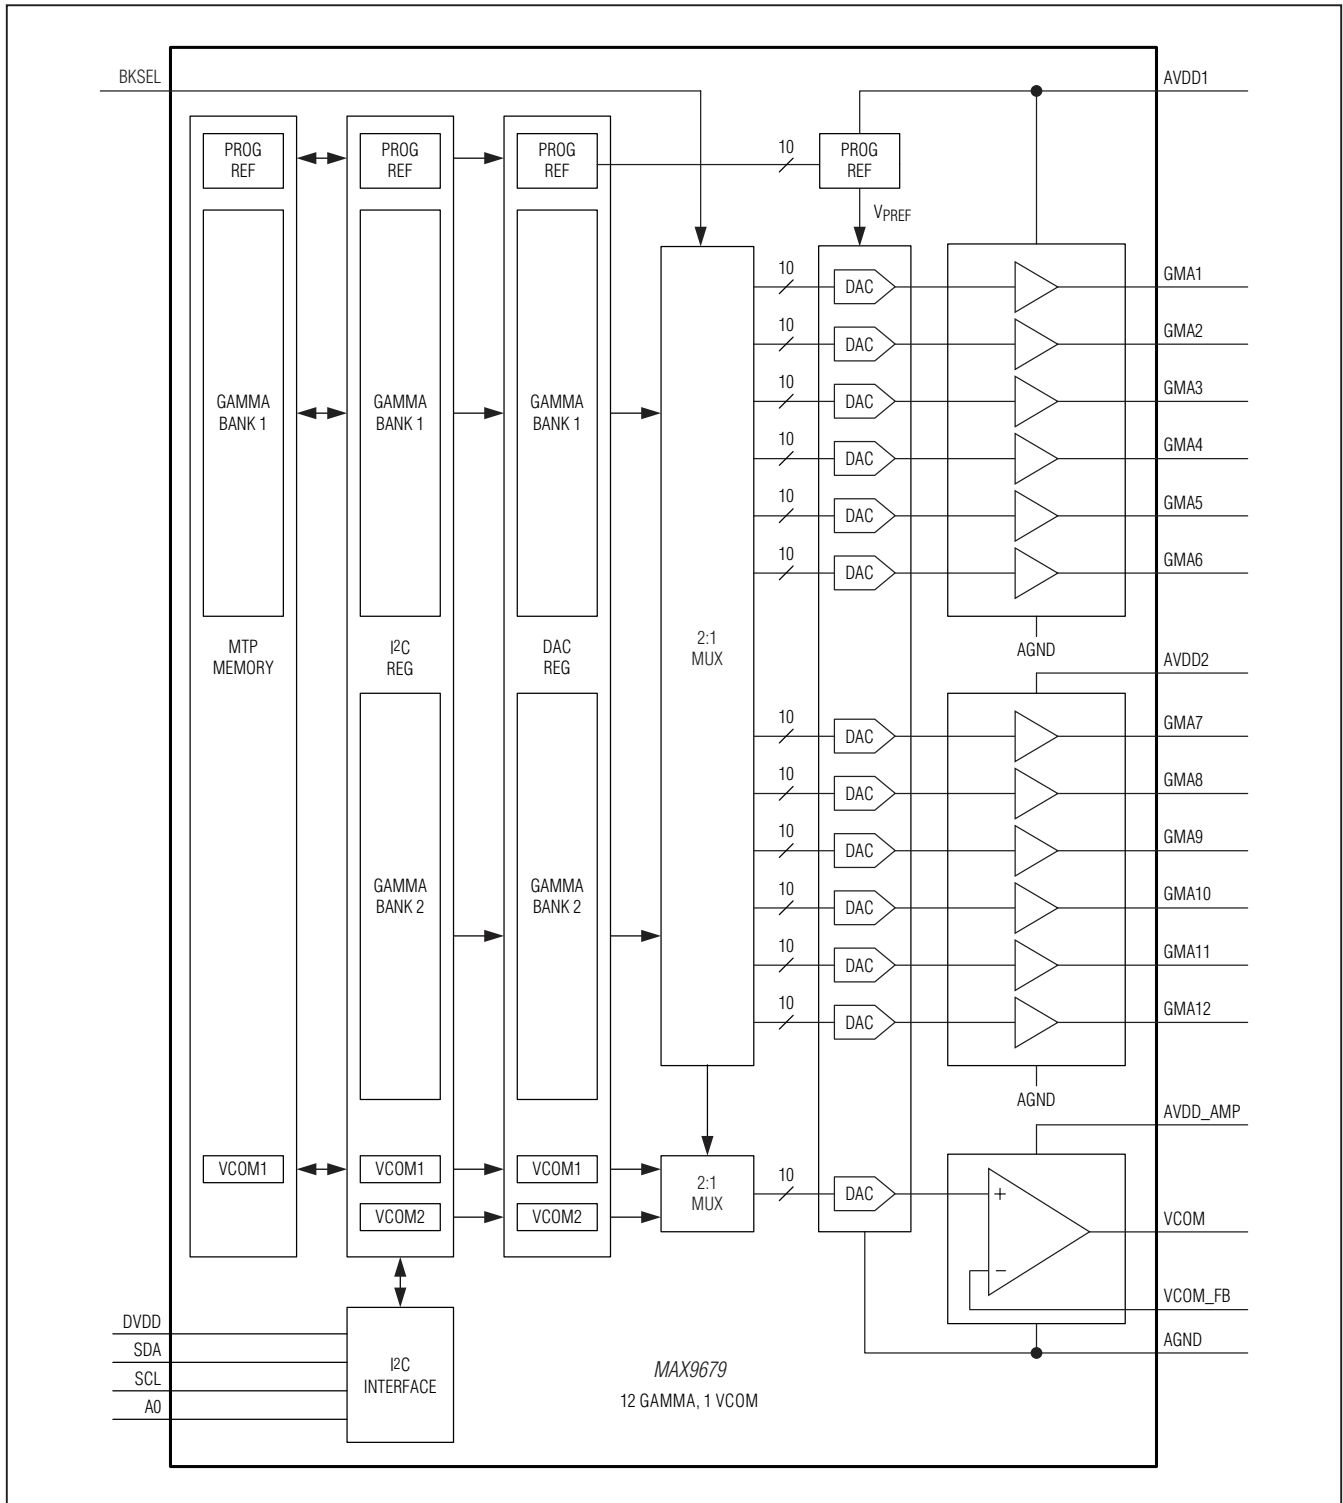 BKSEL
AVDD1
PROG
REF
PROG
REF
PROG
REF
10
PROG
REF
VPREF
GAMMA
BANK 1
GAMMA
BANK 1
GAMMA
BANK 1
10
DAC
GMA1
10
DAC
GMA2
10
DAC
GMA3
10
DAC
GMA4
10
DAC
GMA5
10
DAC
GMA6
MTP
MEMORY
I2C
REG
DAC
REG
2:1
MUX
AGND
AVDD2
GAMMA
BANK 2
GAMMA
BANK 2
10
DAC
GMA7
10
DAC
GMA8
10
DAC
GMA9
10
DAC
GMA10
10
DAC
GMA11
10
DAC
GMA12
AGND
AVDD_AMP
VCOM1
VCOM1
VCOM1
VCOM2
VCOM2
2:1
MUX
10
DAC
+
−
VCOM
VCOM_FB
AGND
DVDD
SDA
SCL
A0
I2C
INTERFACE
MAX9679
12 GAMMA, 1 VCOM